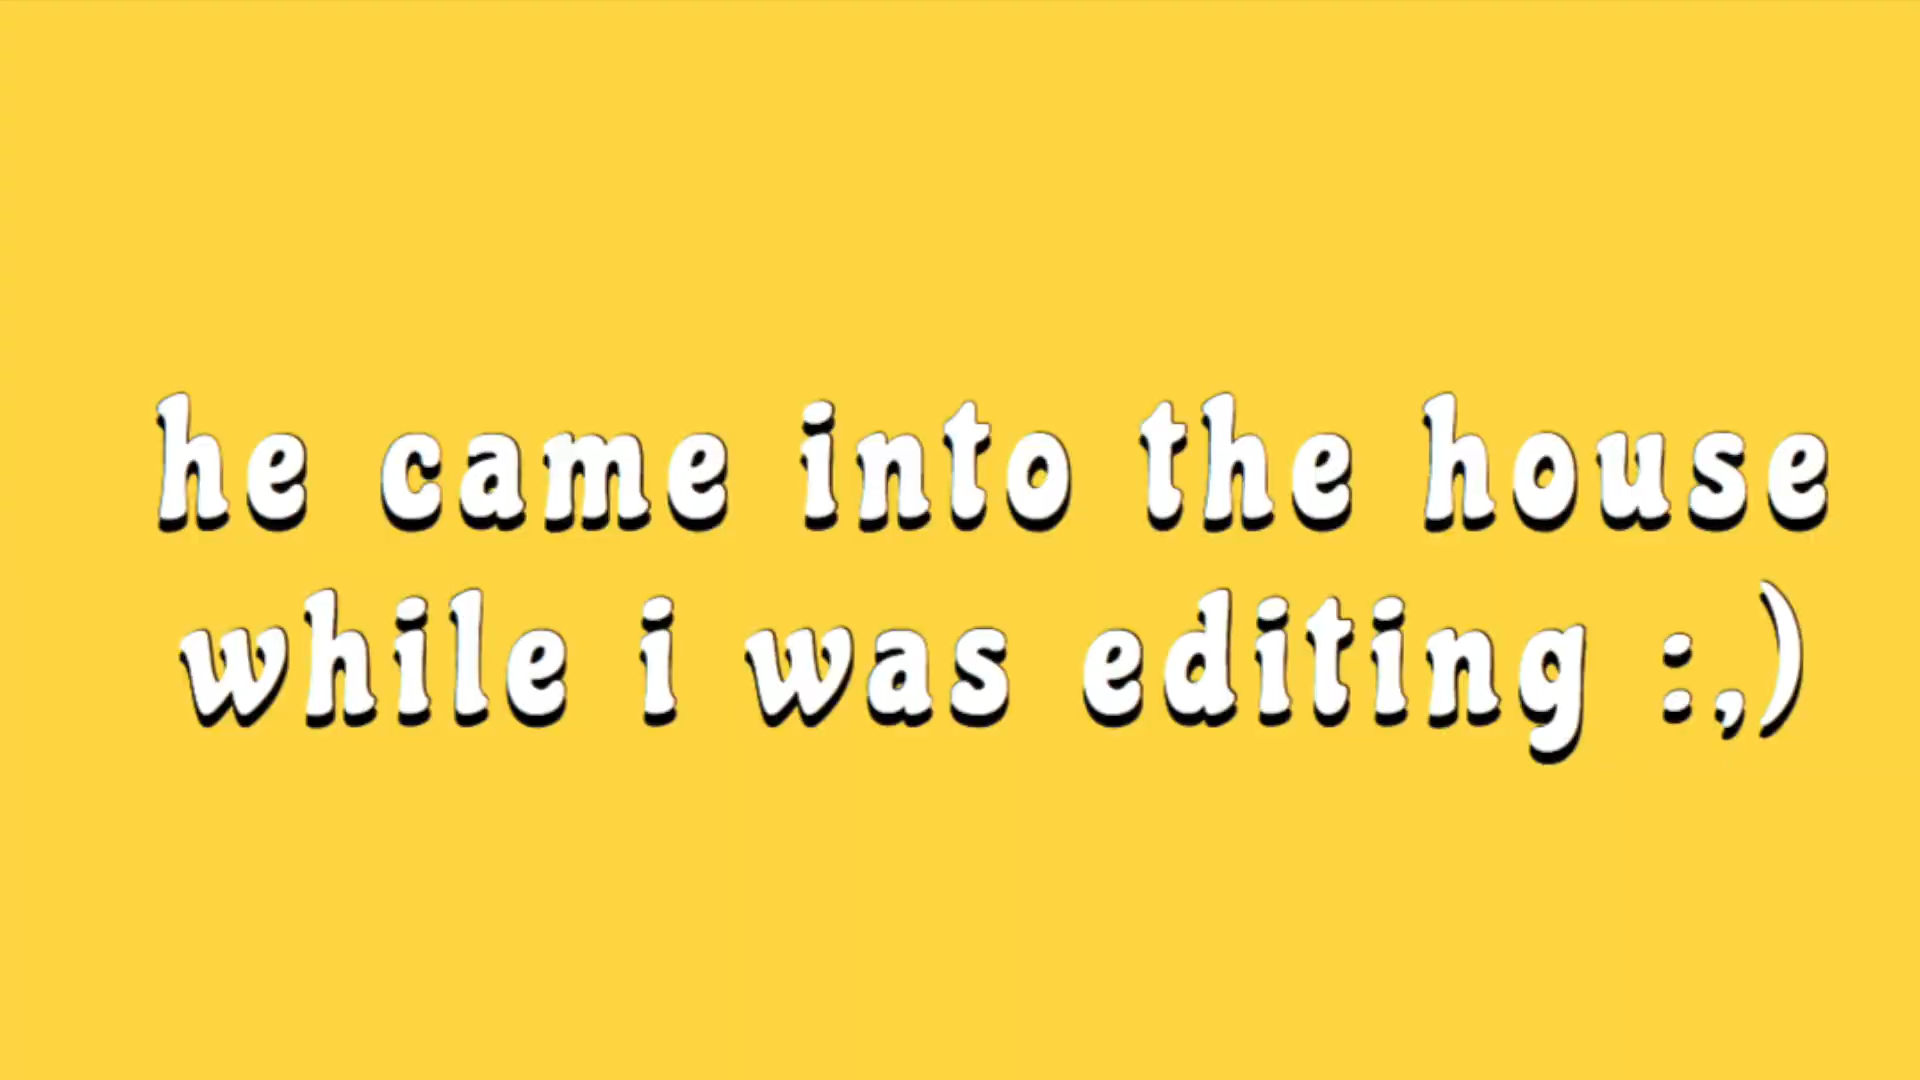 he came into the house
while i was editing :,)